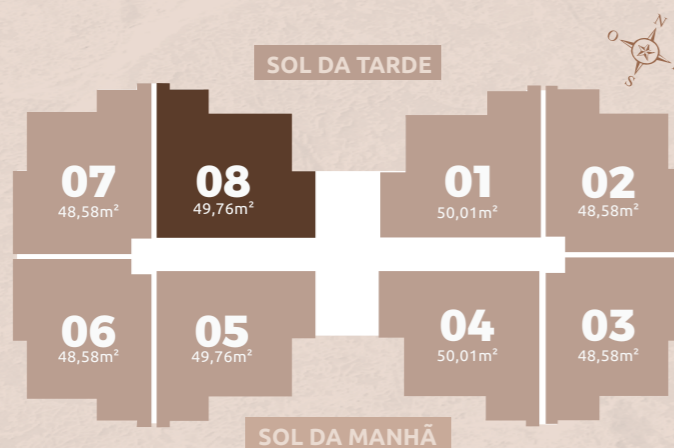 N
O
S
SOL DA TARDE
07
48,58m²
08
49,76m²
01
50,01m²
02
48,58m²
06
48,58m²
05
49,76m²
04
50,01m²
03
48,58m²
SOL DA MANHÃ